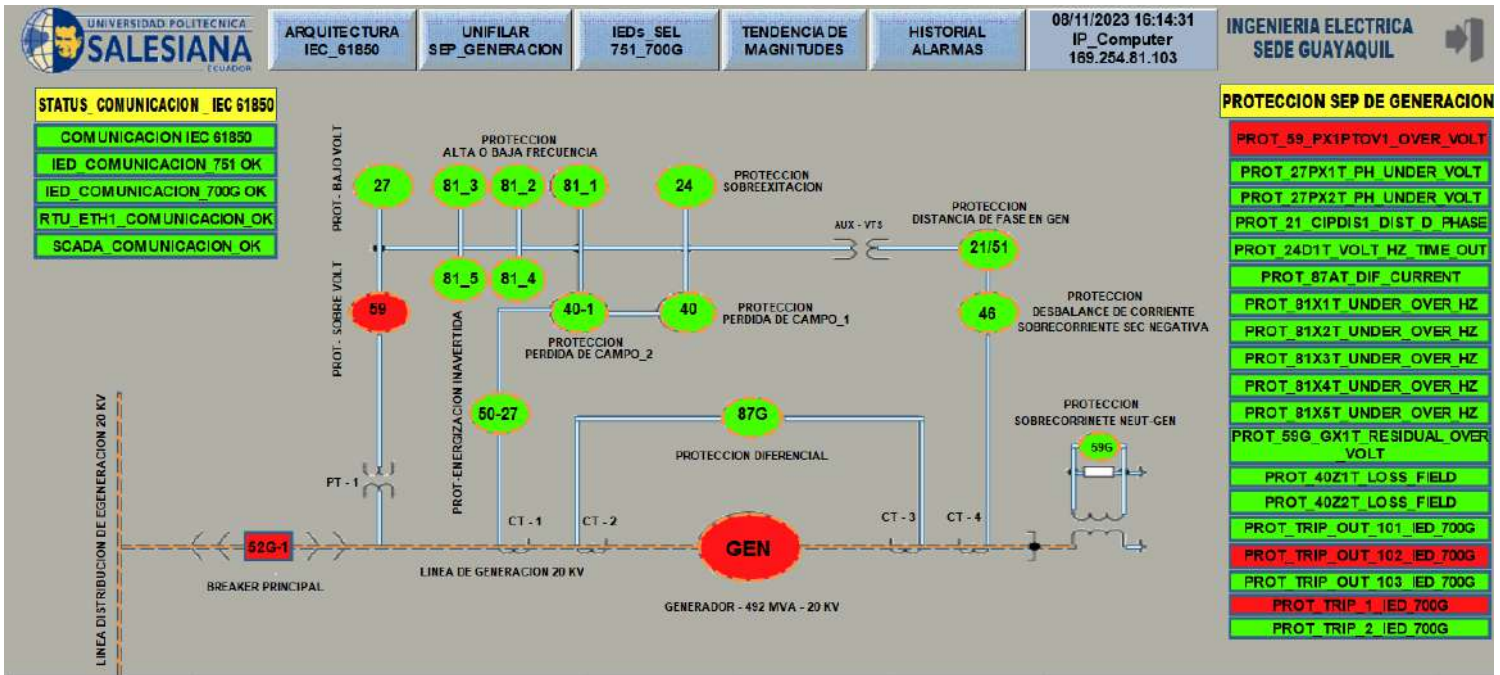 UNIVERSIDAD POLITECNICA
SALESIANA
ECUADOR
ARQUITECTURA
IEC_61850
UNIFILAR
SEP_GENERACION
IEDs_SEL
751_700G
TENDENCIA DE
MAGNITUDES
HISTORIAL
ALARMAS
08/11/2023 16:14:31
IP_Computer
169.254.81.103
INGENIERIA ELECTRICA
SEDE GUAYAQUIL
STATUS_COMUNICACION_IEC 61850
COMUNICACION IEC 61850
IED_COMUNICACION_751 OK
IED_COMUNICACION_700G OK
RTU_ETH1_COMUNICACION_OK
SCADA_COMUNICACION_OK
PROT- BAJO VOLT
27
PROTECCION
ALTA O BAJA FRECUENCIA
81_3
81_2
81_1
24
PROTECCION
SOBREEXITACION
AUX - VTS
PROTECCION
DISTANCIA DE FASE EN GEN
21/51
PROT- SOBRE VOLT
59
81_5
81_4
40-1
40
PROTECCION
PERDIDA DE CAMPO_1
PROTECCION
PERDIDA DE CAMPO_2
46
PROTECCION
DESBALANCE DE CORRIENTE
SOBRECORRIENTE SEC NEGATIVA
PROT-ENERGIZACION INAVERTIDA
50-27
87G
PROTECCION DIFERENCIAL
PROTECCION
SOBRECORRINETE NEUT-GEN
59G
PT - 1
CT - 1
CT - 2
CT - 3
CT - 4
LINEA DISTRIBUCION DE EGENERACION 20 KV
52G-1
BREAKER PRINCIPAL
LINEA DE GENERACION 20 KV
GEN
GENERADOR - 492 MVA - 20 KV
PROTECCION SEP DE GENERACION
PROT_59_PX1PTOV1_OVER_VOLT
PROT_27PX1T_PH_UNDER_VOLT
PROT_27PX2T_PH_UNDER_VOLT
PROT_21_CIPDIS1_DIST_D_PHASE
PROT_24D1T_VOLT_HZ_TIME_OUT
PROT_87AT_DIF_CURRENT
PROT_81X1T_UNDER_OVER_HZ
PROT_81X2T_UNDER_OVER_HZ
PROT_81X3T_UNDER_OVER_HZ
PROT_81X4T_UNDER_OVER_HZ
PROT_81X5T_UNDER_OVER_HZ
PROT_59G_GX1T_RESIDUAL_OVER
_VOLT
PROT_40Z1T_LOSS_FIELD
PROT_40Z2T_LOSS_FIELD
PROT_TRIP_OUT_101_IED_700G
PROT_TRIP_OUT_102_IED_700G
PROT_TRIP_OUT_103_IED_700G
PROT_TRIP_1_IED_700G
PROT_TRIP_2_IED_700G